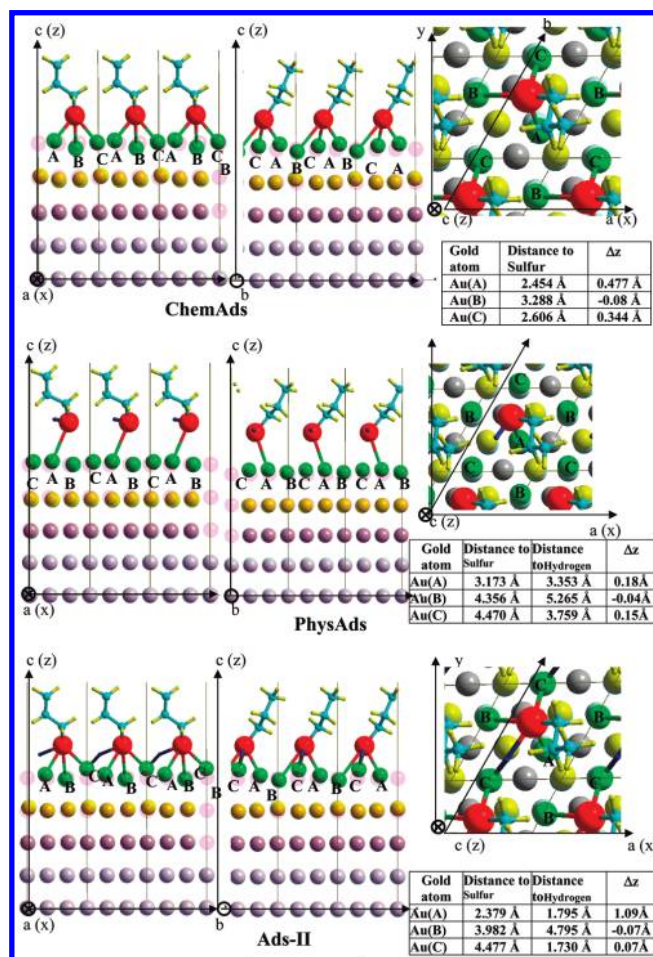 c (z)
c (z)
y
b
C
B
B
C
C
B
c (z)
a (x)
A B C A B C A B C B
C A B C A B C A
a (x)
b
ChemAds
Gold atom Distance to Sulfur Δz
Au(A) 2.454 Å 0.477 Å
Au(B) 3.288 Å -0.08 Å
Au(C) 2.606 Å 0.344 Å
c (z)
c (z)
C
B
B
C
C
B
c (z)
a (x)
C A B C A B C A B
C A B C A B C A B
a (x)
b
PhysAds
Gold atom Distance to Sulfur Distance to Hydrogen Δz
Au(A) 3.173 Å 3.353 Å 0.18Å
Au(B) 4.356 Å 5.265 Å -0.04Å
Au(C) 4.470 Å 3.759 Å 0.15Å
c (z)
c (z)
y
C
B
B
A
C
C
B
c (z)
a (x
A B C A B C A B C B
C A B C A B C A
a (x)
b
Ads-II
Gold atom Distance to Sulfur Distance to Hydrogen Δz
Au(A) 2.379 Å 1.795 Å 1.09Å
Au(B) 3.982 Å 4.795 Å -0.07Å
Au(C) 4.477 Å 1.730 Å 0.07Å